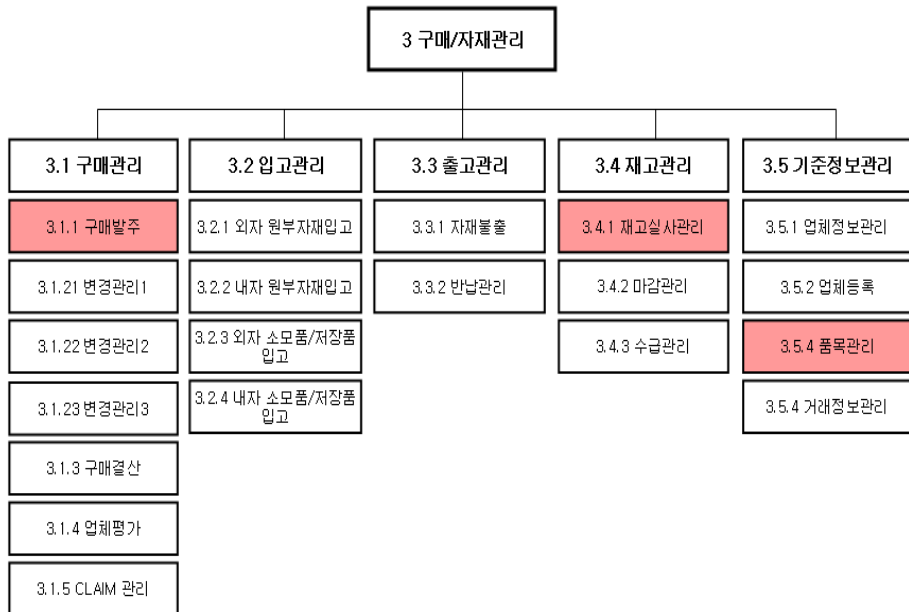 3 구매/자재관리
3.1 구매관리
3.2 입고관리
3.3 출고관리
3.4 재고관리
3.5 기준정보관리
3.1.1 구매발주
3.2.1 외자 원부자재입고
3.3.1 자재불출
3.4.1 재고실사관리
3.5.1 업체정보관리
3.1.21 변경관리1
3.2.2 내자 원부자재입고
3.3.2 반납관리
3.4.2 마감관리
3.5.2 업체등록
3.1.22 변경관리2
3.2.3 외자 소모품/저장품
입고
3.4.3 수급관리
3.5.4 품목관리
3.1.23 변경관리3
3.2.4 내자 소모품/저장품
입고
3.5.4 거래정보관리
3.1.3 구매결산
3.1.4 업체평가
3.1.5 CLAIM 관리